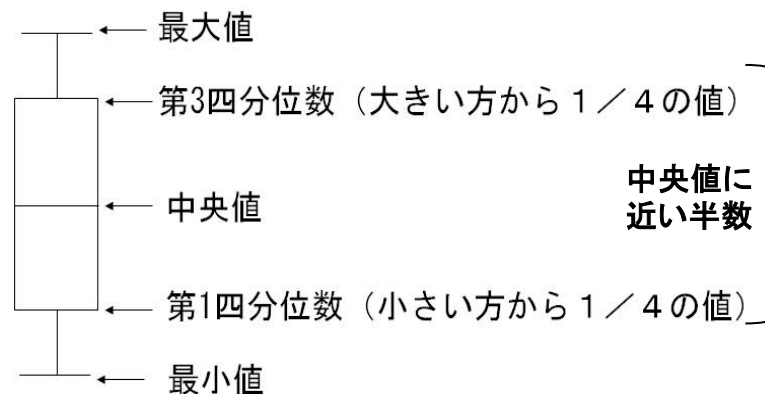 最大値
第3四分位数（大きい方から１／４の値）
中央値に
近い半数
中央値
第1四分位数（小さい方から１／４の値）
最小値